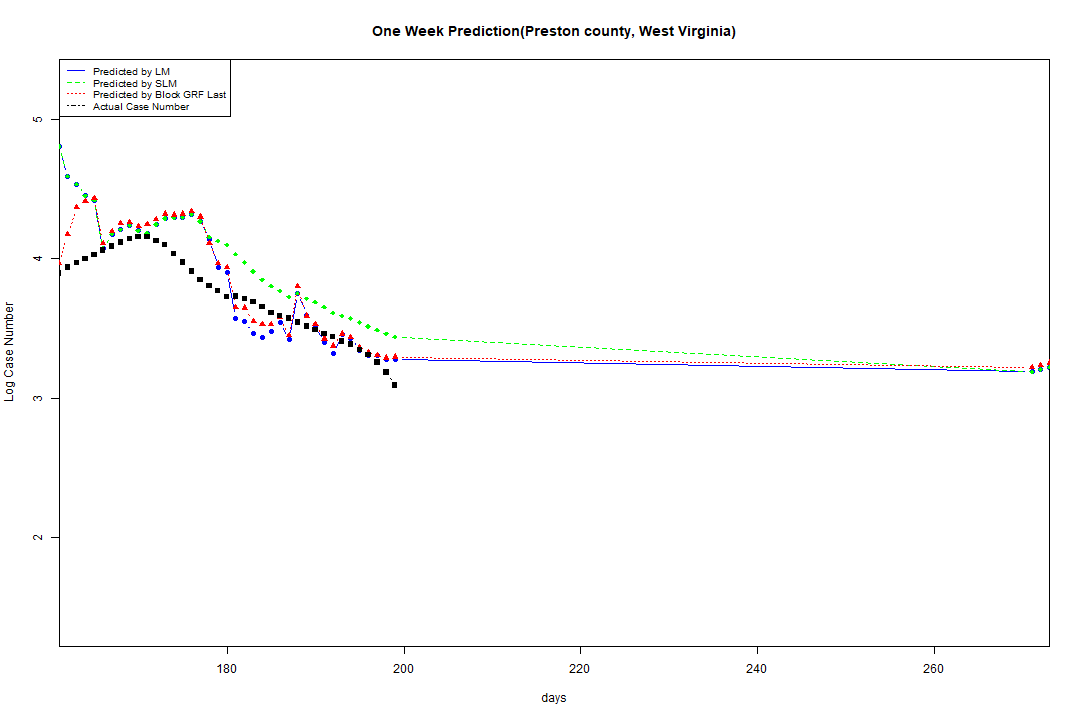 One Week Prediction(Preston county, West Virginia)
Predicted by LM
Predicted by SLM
Predicted by Block GRF Last
Actual Case Number
5
4
3
2
Log Case Number
180 200 220 240 260
days